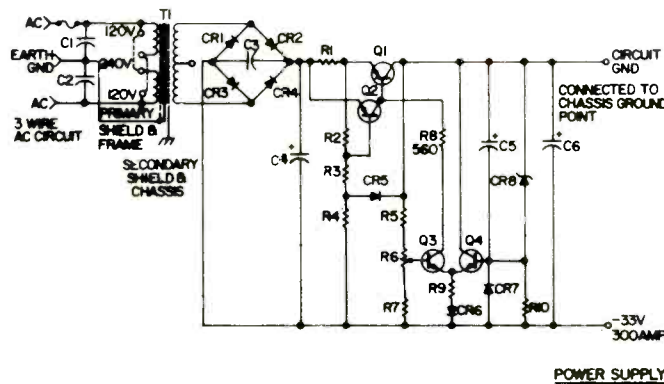 AC
120V
T1
C1
CR1
CR2
C3
R1
Q1
CIRCUIT
GND
EARTH
GND
240V
Q2
CONNECTED TO
CHASSIS GROUND
POINT
C2
CR3
CR4
AC
120V
3 WIRE
AC CIRCUIT
PRIMARY
SHIELD &
FRAME
SECONDARY
SHIELD &
CHASSIS
C4
R2
R3
R8
560
C5
C6
CR8
CR5
R4
R5
R6
Q3
Q4
R7
R9
CR6
CR7
R10
-33V
300AMP
POWER SUPPLY